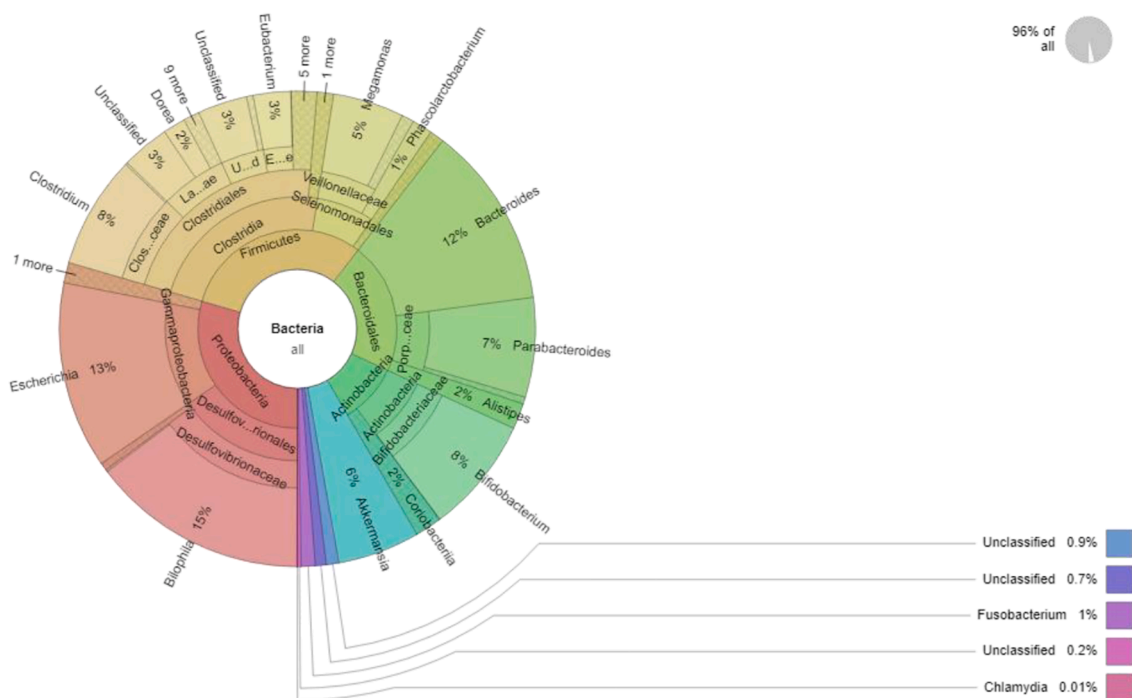 96% of
all
Bacteria
all
Firmicutes
Clostridia
Clostridiales
Clos...ceae
La...ae
U...d
E...e
Clostridium
8%
Unclassified
3%
Dorea
2%
9 more
Unclassified
3%
Eubacterium
3%
5 more
1 more
Megamonas
5%
Phascolarctobacterium
1%
Veillonellaceae
Selenomonadales
Bacteroidales
Bacteroides
12%
Porp...ceae
Parabacteroides
7%
Alistipes
2%
Actinobacteria
Actinobacteria
Bifidobacteriaceae
Bifidobacterium
8%
Coriobacteriia
2%
Akkermansia
6%
Proteobacteria
Gammaproteobacteria
1 more
Escherichia
13%
Desulfov...rionales
Desulfovibrionaceae
Bilophila
15%
Unclassified 0.9%
Unclassified 0.7%
Fusobacterium 1%
Unclassified 0.2%
Chlamydia 0.01%